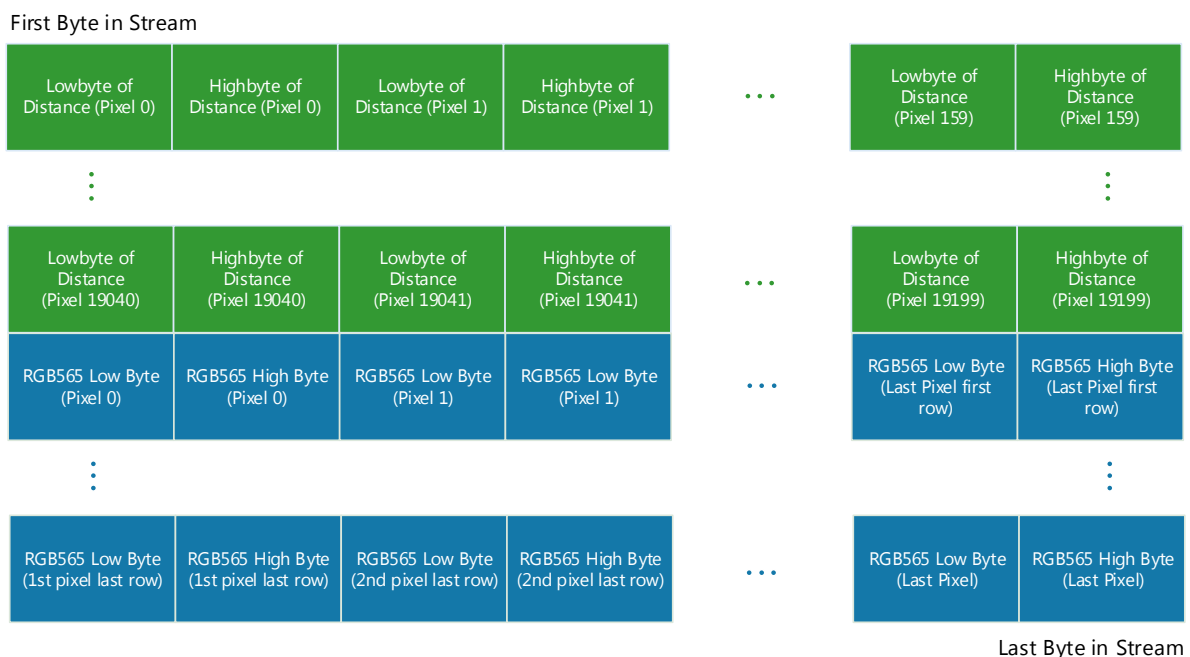 First Byte in Stream
Lowbyte of
Distance (Pixel 0)
Highbyte of
Distance (Pixel 0)
Lowbyte of
Distance (Pixel 1)
Highbyte of
Distance (Pixel 1)
...
Lowbyte of
Distance
(Pixel 159)
Highbyte of
Distance
(Pixel 159)
Lowbyte of
Distance
(Pixel 19040)
Highbyte of
Distance
(Pixel 19040)
Lowbyte of
Distance
(Pixel 19041)
Highbyte of
Distance
(Pixel 19041)
...
Lowbyte of
Distance
(Pixel 19199)
Highbyte of
Distance
(Pixel 19199)
RGB565 Low Byte
(Pixel 0)
RGB565 High Byte
(Pixel 0)
RGB565 Low Byte
(Pixel 1)
RGB565 Low Byte
(Pixel 1)
...
RGB565 Low Byte
(Last Pixel first
row)
RGB565 High Byte
(Last Pixel first
row)
RGB565 Low Byte
(1st pixel last row)
RGB565 High Byte
(1st pixel last row)
RGB565 Low Byte
(2nd pixel last row)
RGB565 High Byte
(2nd pixel last row)
...
RGB565 Low Byte
(Last Pixel)
RGB565 High Byte
(Last Pixel)
Last Byte in Stream